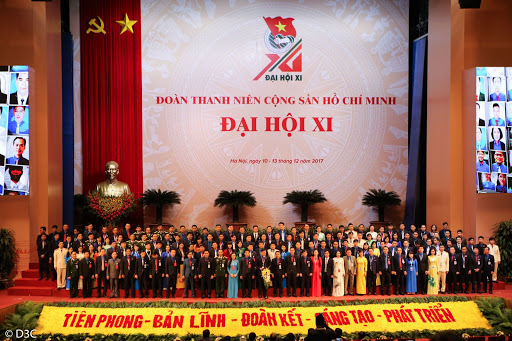 ĐẠI HỘI XI
ĐOÀN THANH NIÊN CỘNG SẢN HỒ CHÍ MINH
ĐẠI HỘI XI
Hà Nội, ngày 10 - 13 tháng 12 năm 2017
TIÊN PHONG - BẢN LĨNH - ĐOÀN KẾT - SÁNG TẠO - PHÁT TRIỂN
© D3C